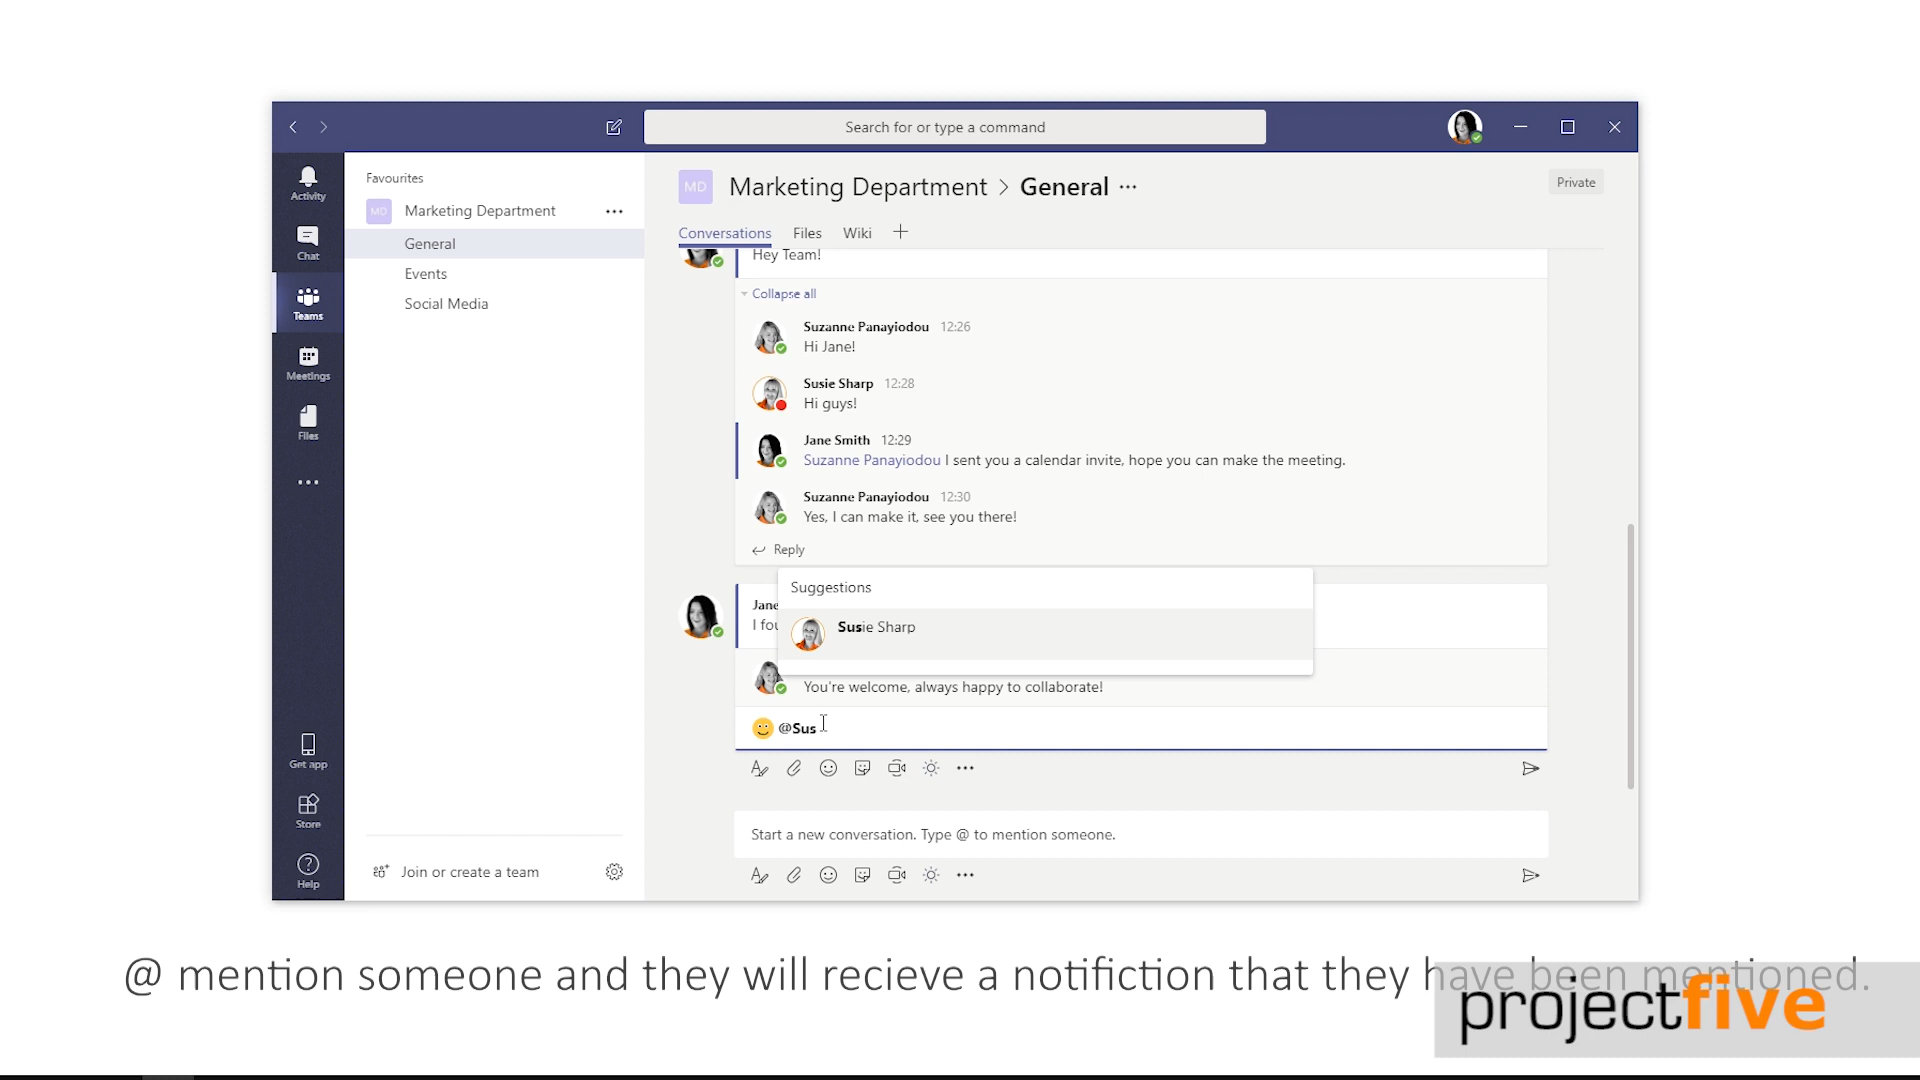 Search for or type a command
Activity
Chat
Teams
Meetings
Files
Get app
Store
Help
Favourites
MD Marketing Department
General
Events
Social Media
Join or create a team
MD Marketing Department > General
Private
Conversations Files Wiki
Hey Team!
Collapse all
Suzanne Panayiodou 12:26
Hi Jane!
Susie Sharp 12:28
Hi guys!
Jane Smith 12:29
Suzanne Panayiodou I sent you a calendar invite, hope you can make the meeting.
Suzanne Panayiodou 12:30
Yes, I can make it, see you there!
Reply
Suggestions
Susie Sharp
Jane
I fou
You're welcome, always happy to collaborate!
@Sus
Start a new conversation. Type @ to mention someone.
@ mention someone and they will recieve a notifiction that they have been mentioned.
projectfive